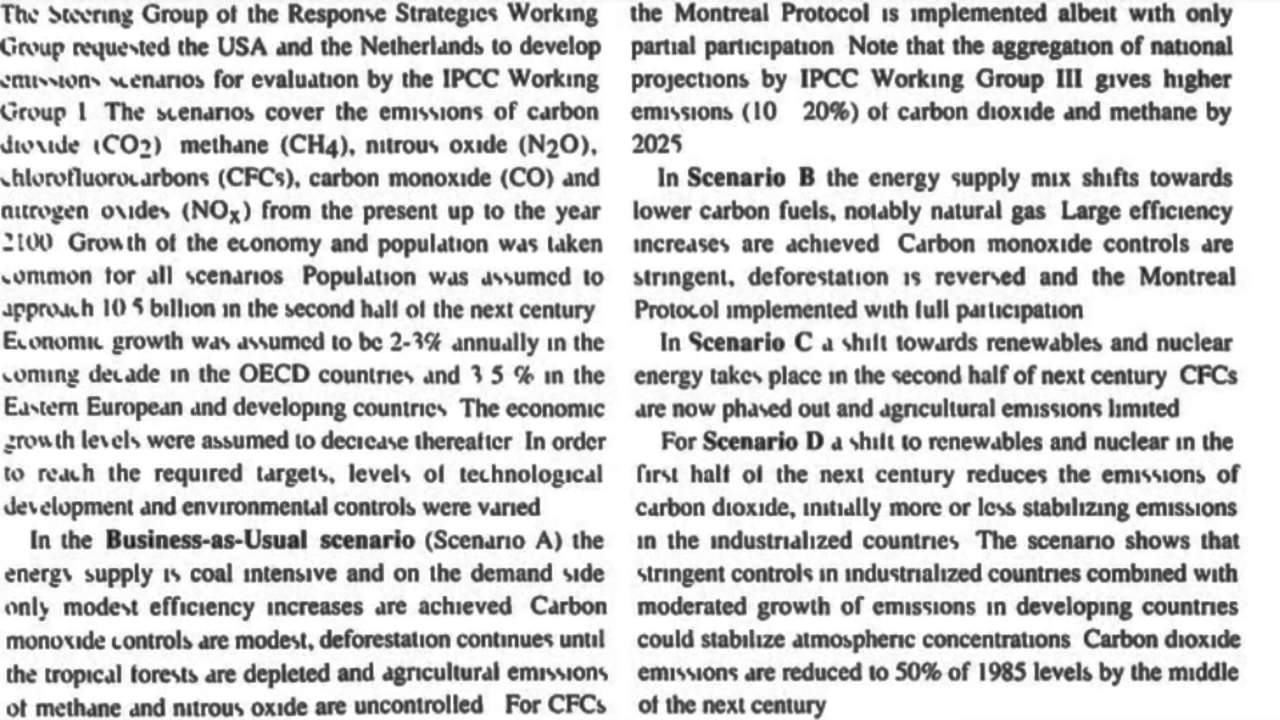 The Steering Group of the Response Strategies Working
Group requested the USA and the Netherlands to develop
emissions scenarios for evaluation by the IPCC Working
Group I The scenarios cover the emissions of carbon
dioxide (CO2) methane (CH4), nitrous oxide (N2O),
chlorofluorocarbons (CFCs), carbon monoxide (CO) and
nitrogen oxides (NOx) from the present up to the year
2100 Growth of the economy and population was taken
common for all scenarios Population was assumed to
approach 10 5 billion in the second half of the next century
Economic growth was assumed to be 2-3% annually in the
coming decade in the OECD countries and 3 5 % in the
Eastern European and developing countries The economic
growth levels were assumed to decrease thereafter In order
to reach the required targets, levels of technological
development and environmental controls were varied
In the Business-as-Usual scenario (Scenario A) the
energy supply is coal intensive and on the demand side
only modest efficiency increases are achieved Carbon
monoxide controls are modest, deforestation continues until
the tropical forests are depleted and agricultural emissions
of methane and nitrous oxide are uncontrolled For CFCs
the Montreal Protocol is implemented albeit with only
partial participation Note that the aggregation of national
projections by IPCC Working Group III gives higher
emissions (10 20%) of carbon dioxide and methane by
2025
In Scenario B the energy supply mix shifts towards
lower carbon fuels, notably natural gas Large efficiency
increases are achieved Carbon monoxide controls are
stringent, deforestation is reversed and the Montreal
Protocol implemented with full participation
In Scenario C a shift towards renewables and nuclear
energy takes place in the second half of next century CFCs
are now phased out and agricultural emissions limited
For Scenario D a shift to renewables and nuclear in the
first half of the next century reduces the emissions of
carbon dioxide, initially more or less stabilizing emissions
in the industrialized countries The scenario shows that
stringent controls in industrialized countries combined with
moderated growth of emissions in developing countries
could stabilize atmospheric concentrations Carbon dioxide
emissions are reduced to 50% of 1985 levels by the middle
of the next century